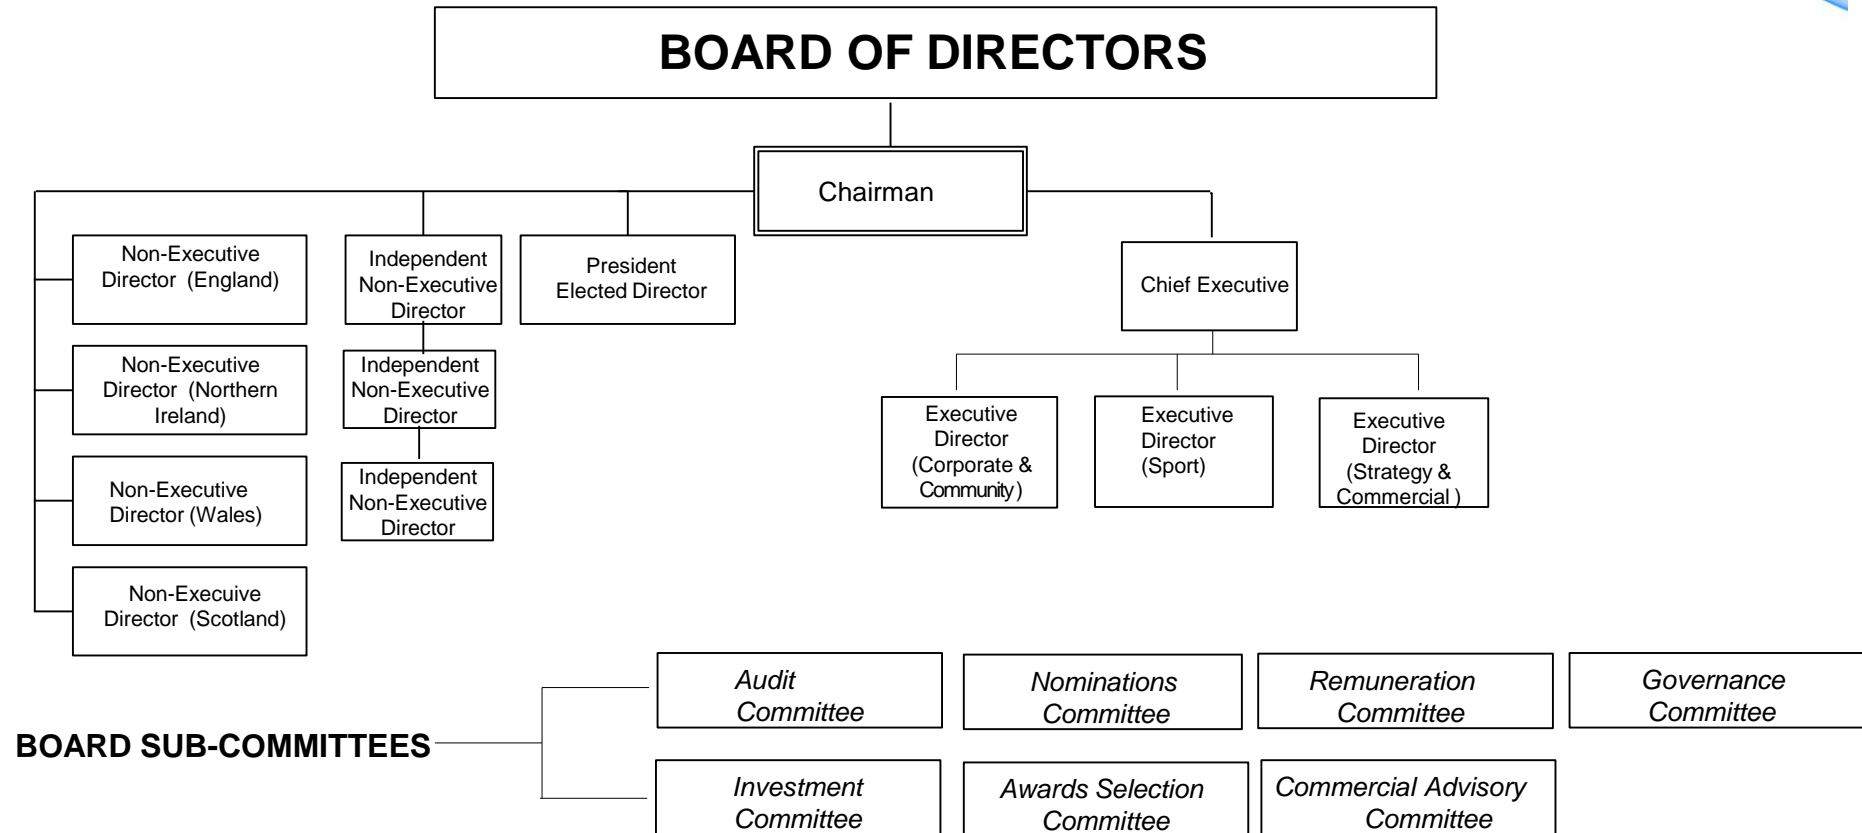 BOARD OF DIRECTORS
Chairman
Non-Executive
Director (England)
Independent
Non-Executive
Director
President
Elected Director
Chief Executive
Non-Executive
Director (Northern
Ireland)
Independent
Non-Executive
Director
Executive
Director
(Corporate &
Community)
Executive
Director
(Sport)
Executive
Director
(Strategy &
Commercial )
Non-Executive
Director (Wales)
Independent
Non-Executive
Director
Non-Execuive
Director (Scotland)
BOARD SUB-COMMITTEES
Audit
Committee
Nominations
Committee
Remuneration
Committee
Governance
Committee
Investment
Committee
Awards Selection
Committee
Commercial Advisory
Committee